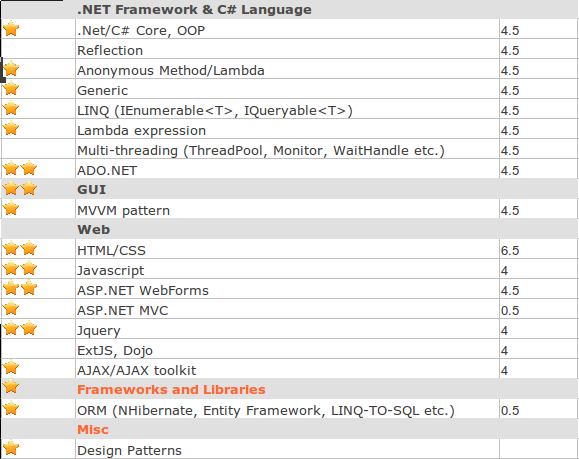 .NET Framework & C# Language
.Net/C# Core, OOP 4.5
Reflection 4.5
Anonymous Method/Lambda 4.5
Generic 4.5
LINQ (IEnumerable<T>, IQueryable<T>) 4.5
Lambda expression 4.5
Multi-threading (ThreadPool, Monitor, WaitHandle etc.) 4.5
ADO.NET 4.5
GUI
MVVM pattern 4.5
Web
HTML/CSS 6.5
Javascript 4
ASP.NET WebForms 4.5
ASP.NET MVC 0.5
Jquery 4
ExtJS, Dojo 4
AJAX/AJAX toolkit 4
Frameworks and Libraries
ORM (NHibernate, Entity Framework, LINQ-TO-SQL etc.) 0.5
Misc
Design Patterns